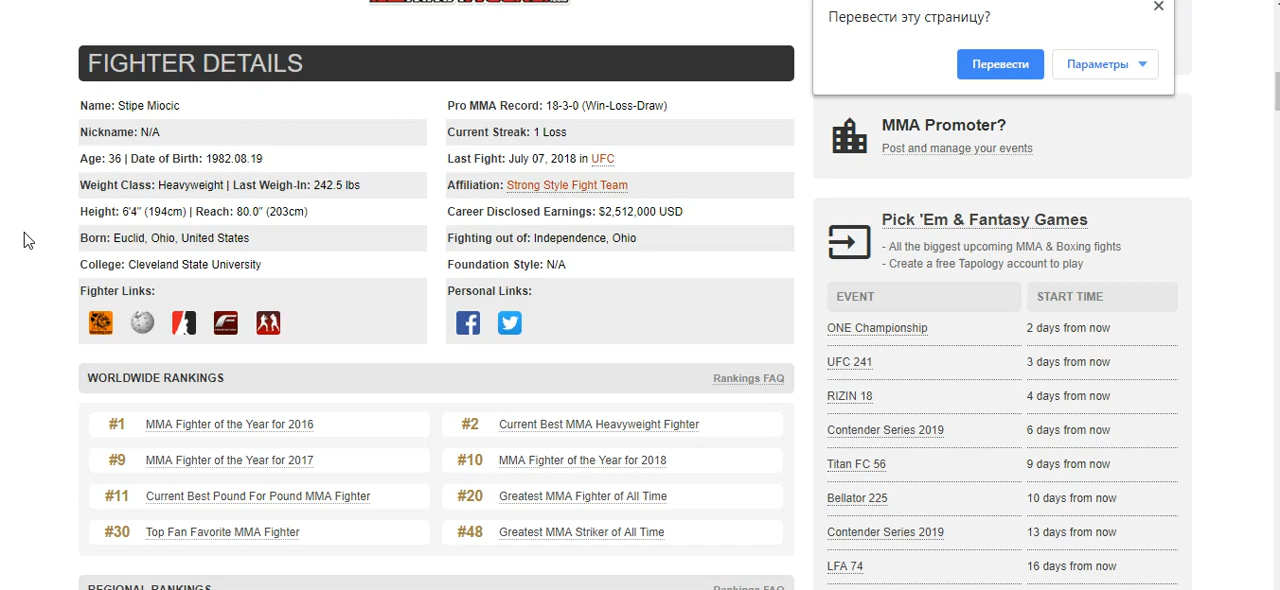 Перевести эту страницу?
Перевести
Параметры
FIGHTER DETAILS
Name: Stipe Miocic
Pro MMA Record: 18-3-0 (Win-Loss-Draw)
Nickname: N/A
Current Streak: 1 Loss
Age: 36 | Date of Birth: 1982.08.19
Last Fight: July 07, 2018 in UFC
Weight Class: Heavyweight | Last Weigh-In: 242.5 lbs
Affiliation: Strong Style Fight Team
Height: 6'4" (194cm) | Reach: 80.0" (203cm)
Career Disclosed Earnings: $2,512,000 USD
Born: Euclid, Ohio, United States
Fighting out of: Independence, Ohio
College: Cleveland State University
Foundation Style: N/A
Fighter Links:
Personal Links:
WORLDWIDE RANKINGS
Rankings FAQ
#1 MMA Fighter of the Year for 2016
#2 Current Best MMA Heavyweight Fighter
#9 MMA Fighter of the Year for 2017
#10 MMA Fighter of the Year for 2018
#11 Current Best Pound For Pound MMA Fighter
#20 Greatest MMA Fighter of All Time
#30 Top Fan Favorite MMA Fighter
#48 Greatest MMA Striker of All Time
REGIONAL RANKINGS
Rankings FAQ
MMA Promoter?
Post and manage your events
Pick 'Em & Fantasy Games
- All the biggest upcoming MMA & Boxing fights
- Create a free Tapology account to play
EVENT START TIME
ONE Championship 2 days from now
UFC 241 3 days from now
RIZIN 18 4 days from now
Contender Series 2019 6 days from now
Titan FC 56 9 days from now
Bellator 225 10 days from now
Contender Series 2019 13 days from now
LFA 74 16 days from now